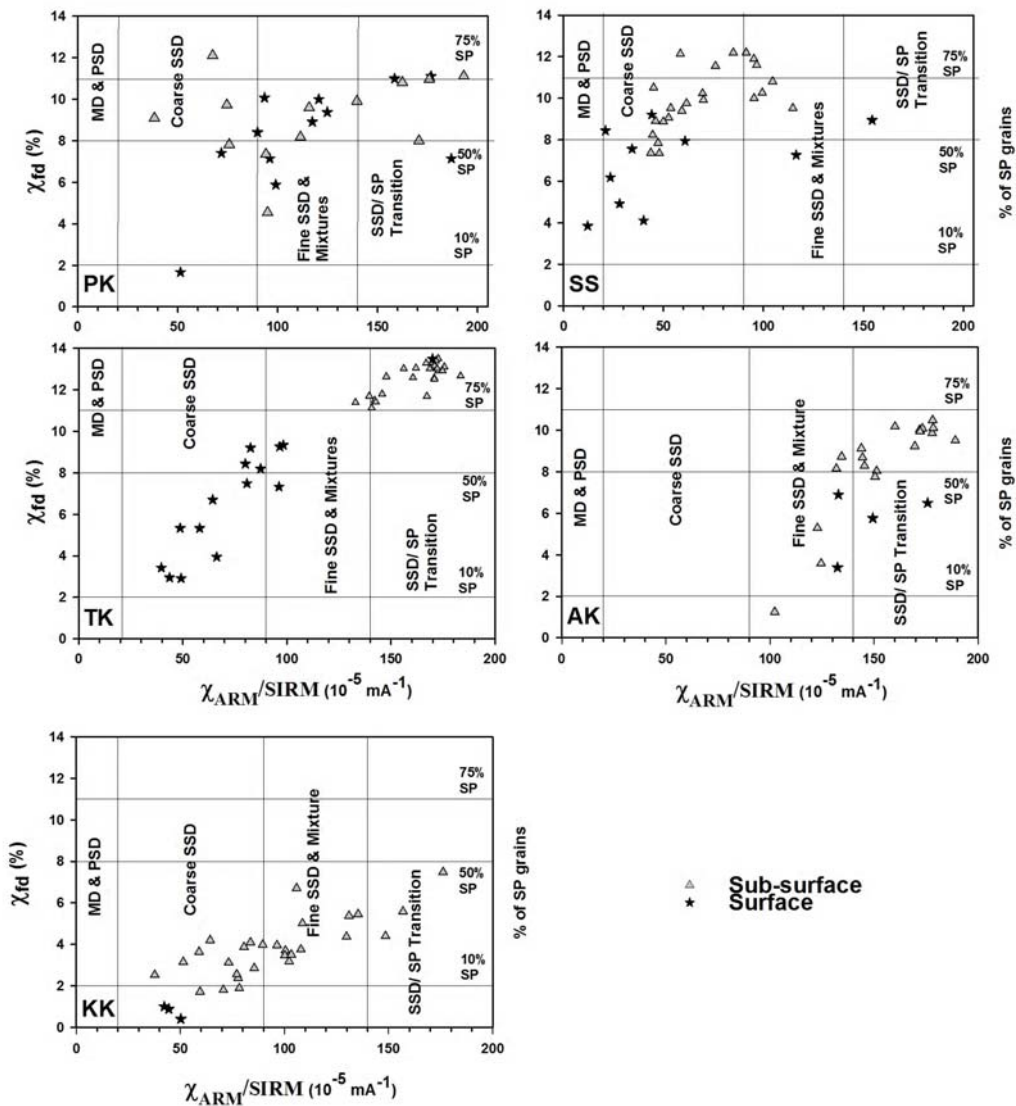 14
12
10
8
6
4
2
0
χfd (%)
MD & PSD
Coarse SSD
Fine SSD &
Mixtures
SSD/ SP
Transition
75%
SP
50%
SP
10%
SP
PK
50
100
150
200
14
12
10
8
6
4
2
0
MD & PSD
Coarse SSD
Fine SSD & Mixtures
SSD/ SP
Transition
75%
SP
50%
SP
10%
SP
% of SP grains
SS
0
50
100
150
200
14
12
10
8
6
4
2
0
χfd (%)
MD & PSD
Coarse SSD
Fine SSD & Mixtures
SSD/ SP
Transition
75%
SP
50%
SP
10%
SP
TK
0
50
100
150
200
χARM/SIRM (10-5 mA-1)
14
12
10
8
6
4
2
0
MD & PSD
Coarse SSD
Fine SSD & Mixture
SSD/ SP Transition
75%
SP
50%
SP
10%
SP
% of SP grains
AK
0
50
100
150
200
χARM/SIRM (10-5 mA-1)
14
12
10
8
6
4
2
0
χfd (%)
MD & PSD
Coarse SSD
Fine SSD & Mixture
SSD/ SP Transition
75%
SP
50%
SP
10%
SP
% of SP grains
KK
0
50
100
150
200
χARM/SIRM (10-5 mA-1)
Sub-surface
Surface